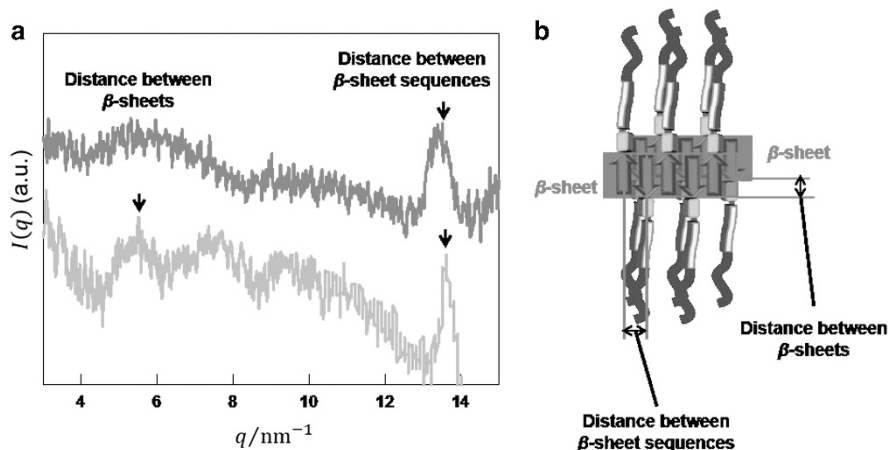 a
Distance between
β-sheets
Distance between
β-sheet sequences
I(q) (a.u.)
4 6 8 10 12 14
q/nm⁻¹
b
β-sheet
β-sheet
Distance between
β-sheets
Distance between
β-sheet sequences